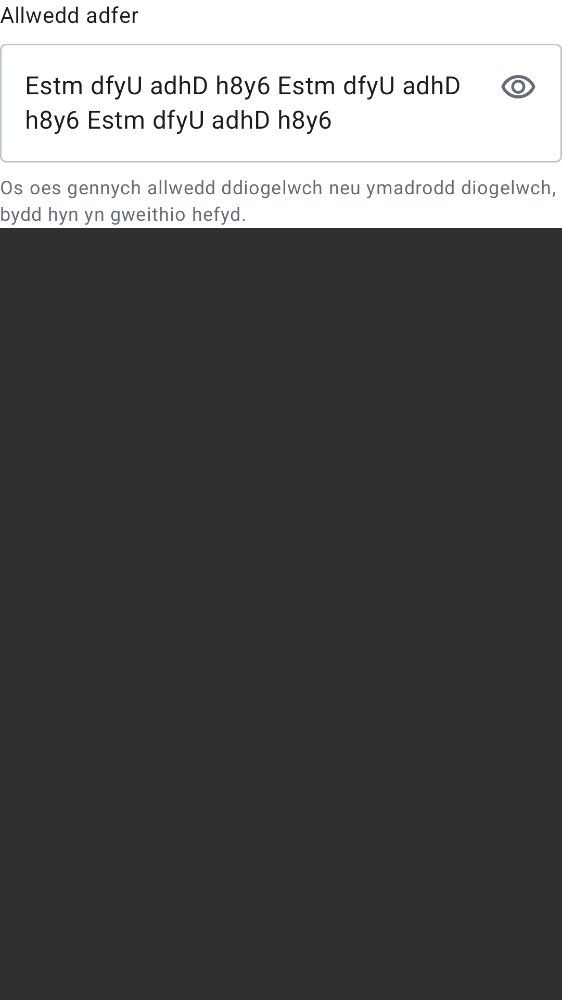 Allwedd adfer
Estm dfyU adhD h8y6 Estm dfyU adhD
h8y6 Estm dfyU adhD h8y6
Os oes gennych allwedd ddiogelwch neu ymadrodd diogelwch,
bydd hyn yn gweithio hefyd.